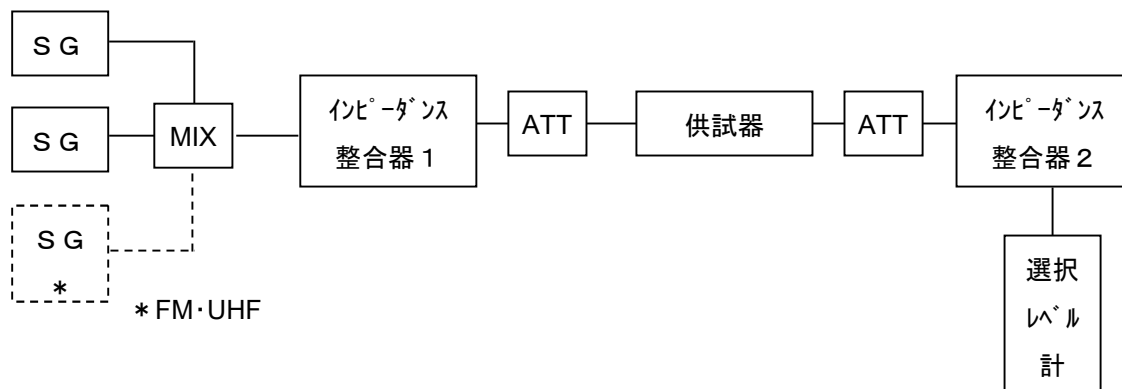 ＳＧ
ＳＧ
ＳＧ
＊
＊FM･UHF
MIX
ｲﾝﾋﾟｰﾀﾞﾝｽ
整合器１
ATT
供試器
ATT
ｲﾝﾋﾟｰﾀﾞﾝｽ
整合器２
選択
ﾚﾍﾞﾙ
計